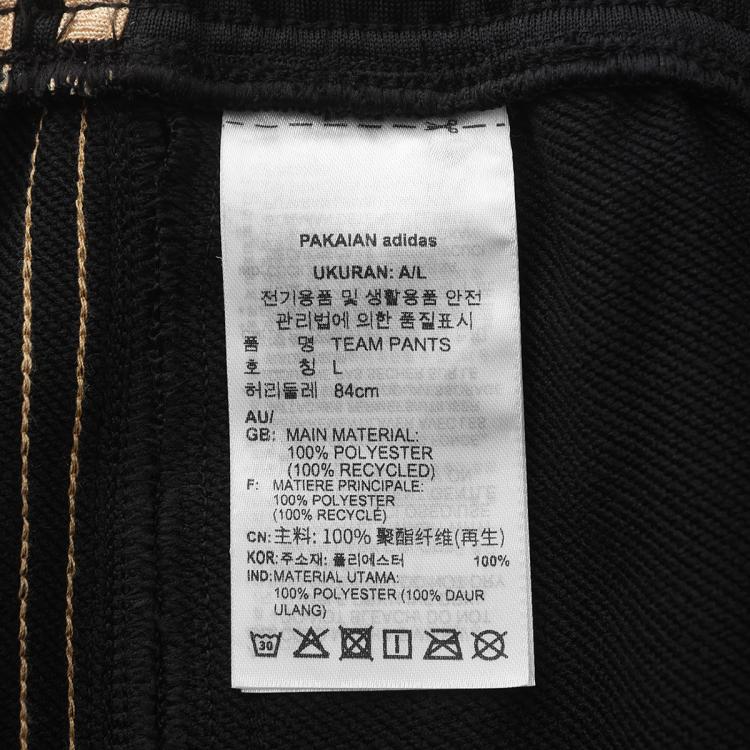 PAKAIAN adidas
UKURAN: A/L
전기용품 및 생활용품 안전
관리법에 의한 품질표시
품 명 TEAM PANTS
호 칭 L
허리둘레 84cm
AU/
GB: MAIN MATERIAL:
100% POLYESTER
(100% RECYCLED)
F: MATIERE PRINCIPALE:
100% POLYESTER
(100% RECYCLÉ)
CN: 主料: 100% 聚酯纤维(再生)
KOR: 주소재: 폴리에스터 100%
IND: MATERIAL UTAMA:
100% POLYESTER (100% DAUR
ULANG)
30